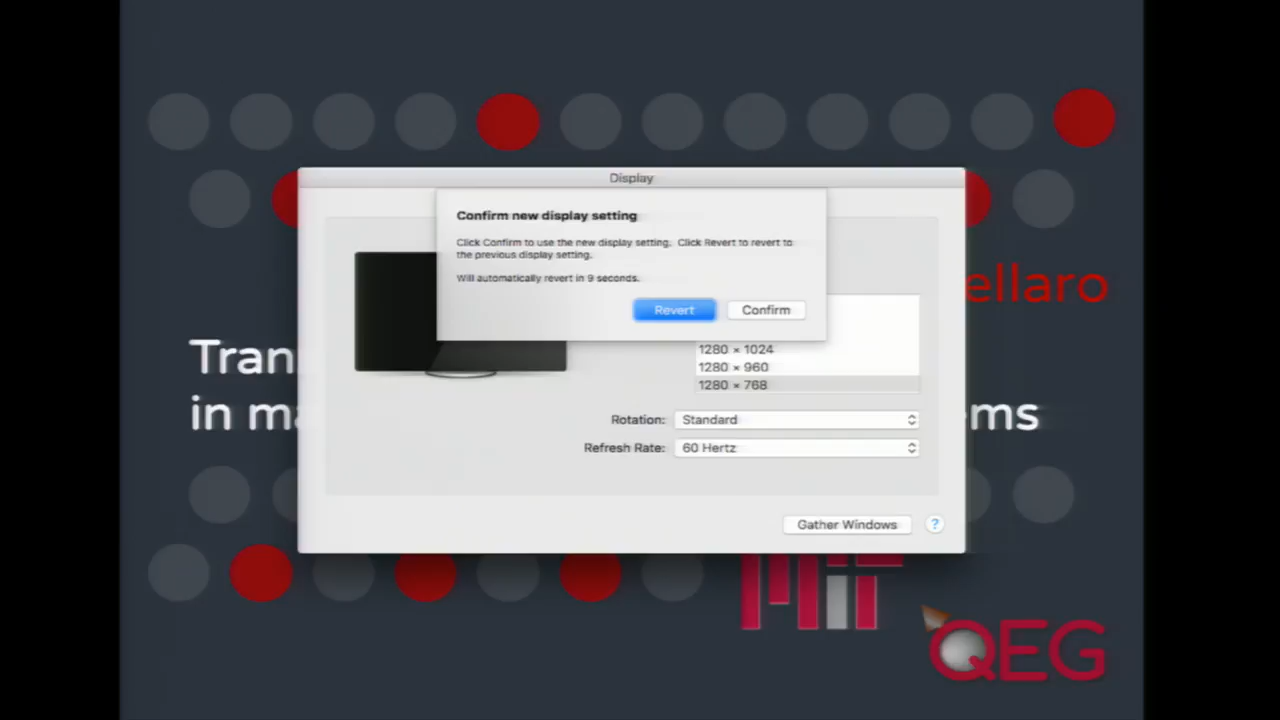 Display
Confirm new display setting
Click Confirm to use the new display setting. Click Revert to revert to
the previous display setting.
Will automatically revert in 9 seconds.
Revert
Confirm
ellaro
1280 × 1024
Tran
1280 × 960
1280 × 768
in ma
ems
Rotation: Standard
Refresh Rate: 60 Hertz
Gather Windows ?
MIT
QEG